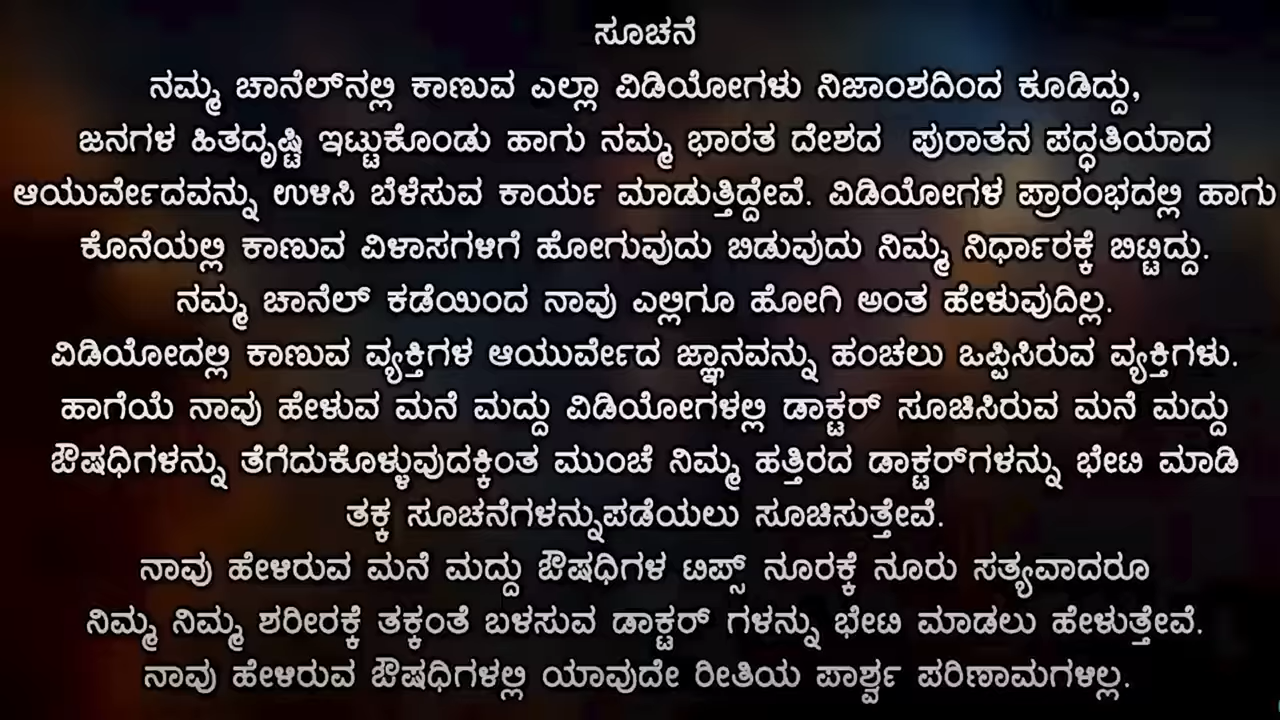 ಸೂಚನೆ
ನಮ್ಮ ಚಾನೆಲ್‌ನಲ್ಲಿ ಕಾಣುವ ಎಲ್ಲಾ ವಿಡಿಯೋಗಳು ನಿಜಾಂಶದಿಂದ ಕೂಡಿದ್ದು,
ಜನಗಳ ಹಿತದೃಷ್ಟಿ ಇಟ್ಟುಕೊಂಡು ಹಾಗು ನಮ್ಮ ಭಾರತ ದೇಶದ ಪುರಾತನ ಪದ್ಧತಿಯಾದ
ಆಯುರ್ವೇದವನ್ನು ಉಳಿಸಿ ಬೆಳೆಸುವ ಕಾರ್ಯ ಮಾಡುತ್ತಿದ್ದೇವೆ. ವಿಡಿಯೋಗಳ ಪ್ರಾರಂಭದಲ್ಲಿ ಹಾಗು
ಕೊನೆಯಲ್ಲಿ ಕಾಣುವ ವಿಳಾಸಗಳಿಗೆ ಹೋಗುವುದು ಬಿಡುವುದು ನಿಮ್ಮ ನಿರ್ಧಾರಕ್ಕೆ ಬಿಟ್ಟಿದ್ದು.
ನಮ್ಮ ಚಾನೆಲ್ ಕಡೆಯಿಂದ ನಾವು ಎಲ್ಲಿಗೂ ಹೋಗಿ ಅಂತ ಹೇಳುವುದಿಲ್ಲ.
ವಿಡಿಯೋದಲ್ಲಿ ಕಾಣುವ ವ್ಯಕ್ತಿಗಳ ಆಯುರ್ವೇದ ಜ್ಞಾನವನ್ನು ಹಂಚಲು ಒಪ್ಪಿಸಿರುವ ವ್ಯಕ್ತಿಗಳು.
ಹಾಗೆಯೆ ನಾವು ಹೇಳುವ ಮನೆ ಮದ್ದು ವಿಡಿಯೋಗಳಲ್ಲಿ ಡಾಕ್ಟರ್ ಸೂಚಿಸಿರುವ ಮನೆ ಮದ್ದು
ಔಷಧಿಗಳನ್ನು ತೆಗೆದುಕೊಳ್ಳುವುದಕ್ಕಿಂತ ಮುಂಚೆ ನಿಮ್ಮ ಹತ್ತಿರದ ಡಾಕ್ಟರ್‌ಗಳನ್ನು ಭೇಟಿ ಮಾಡಿ
ತಕ್ಕ ಸೂಚನೆಗಳನ್ನುಪಡೆಯಲು ಸೂಚಿಸುತ್ತೇವೆ.
ನಾವು ಹೇಳಿರುವ ಮನೆ ಮದ್ದು ಔಷಧಿಗಳ ಟಿಪ್ಸ್ ನೂರಕ್ಕೆ ನೂರು ಸತ್ಯವಾದರೂ
ನಿಮ್ಮ ನಿಮ್ಮ ಶರೀರಕ್ಕೆ ತಕ್ಕಂತೆ ಬಳಸುವ ಡಾಕ್ಟರ್ ಗಳನ್ನು ಭೇಟಿ ಮಾಡಲು ಹೇಳುತ್ತೇವೆ.
ನಾವು ಹೇಳಿರುವ ಔಷಧಿಗಳಲ್ಲಿ ಯಾವುದೇ ರೀತಿಯ ಪಾರ್ಶ್ವ ಪರಿಣಾಮಗಳಿಲ್ಲ.